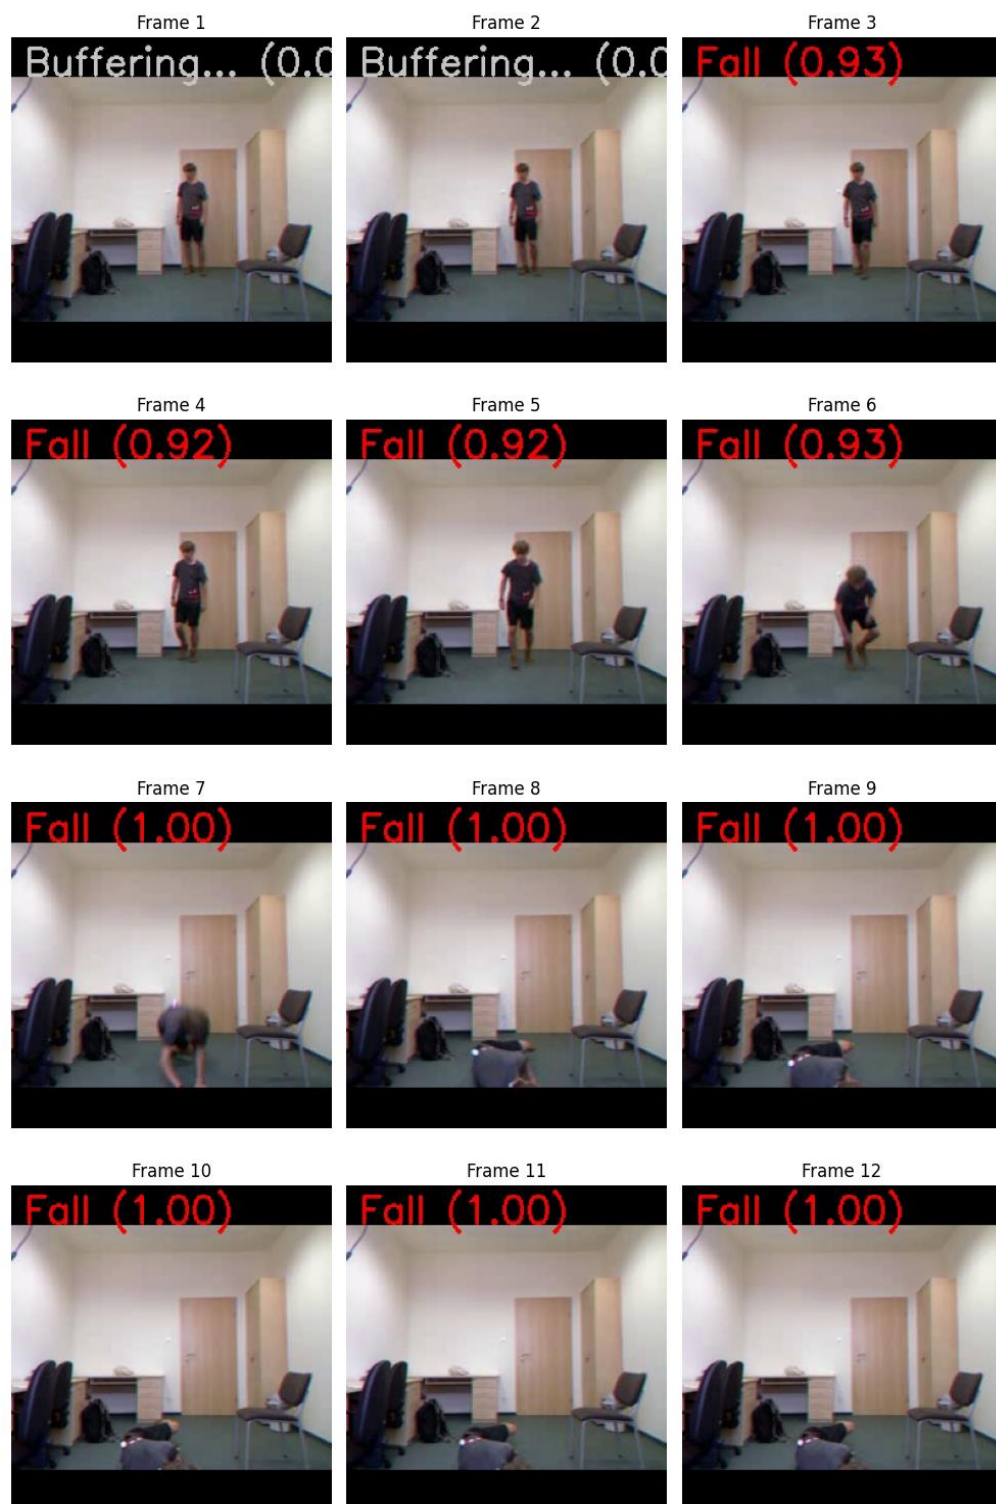 Frame 1
Buffering... (0.0
Frame 2
Buffering... (0.0
Frame 3
Fall (0.93)
Frame 4
Fall (0.92)
Frame 5
Fall (0.92)
Frame 6
Fall (0.93)
Frame 7
Fall (1.00)
Frame 8
Fall (1.00)
Frame 9
Fall (1.00)
Frame 10
Fall (1.00)
Frame 11
Fall (1.00)
Frame 12
Fall (1.00)